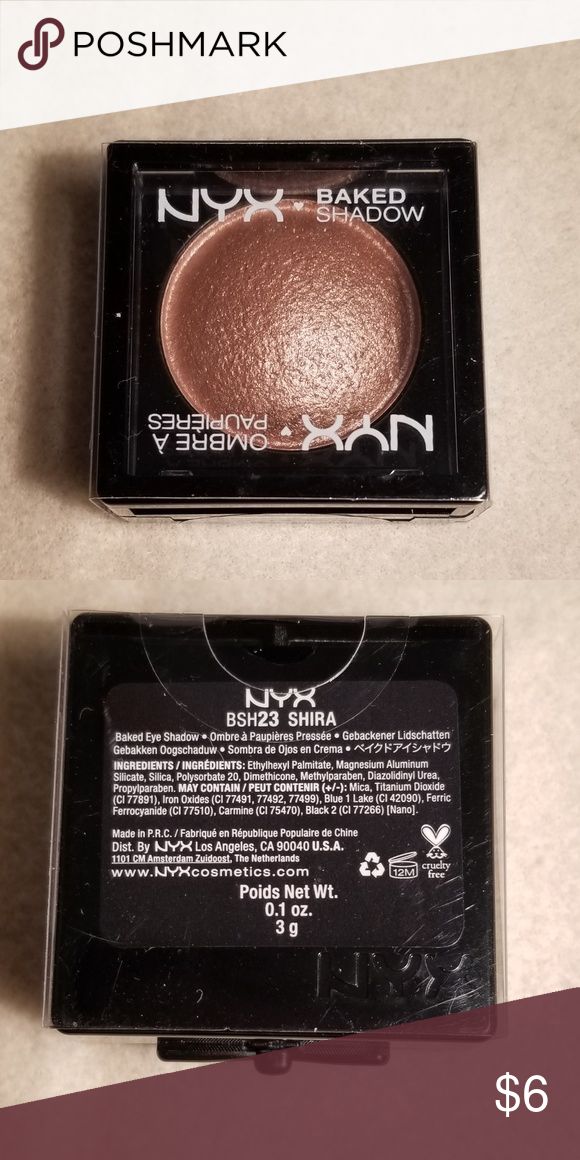 POSHMARK
NYX BAKED
SHADOW
OMBRE À
PAUPIÈRES NYX
NYX
BSH23 SHIRA
Baked Eye Shadow • Ombre à Paupières Pressée • Gebackener Lidschatten
Gebakken Oogschaduw • Sombra de Ojos en Crema • ベイクドアイシャドウ
INGREDIENTS / INGRÉDIENTS: Ethylhexyl Palmitate, Magnesium Aluminum
Silicate, Silica, Polysorbate 20, Dimethicone, Methylparaben, Diazolidinyl Urea,
Propylparaben. MAY CONTAIN / PEUT CONTENIR (+/-): Mica, Titanium Dioxide
(CI 77891), Iron Oxides (CI 77491, 77492, 77499), Blue 1 Lake (CI 42090), Ferric
Ferrocyanide (CI 77510), Carmine (CI 75470), Black 2 (CI 77266) [Nano].
Made in P.R.C. / Fabriqué en République Populaire de Chine
Dist. By NYX Los Angeles, CA 90040 U.S.A.
1101 CM Amsterdam Zuidoost, The Netherlands
www.NYXcosmetics.com
12M
cruelty
free
Poids Net Wt.
0.1 oz.
3 g
NYX
$6